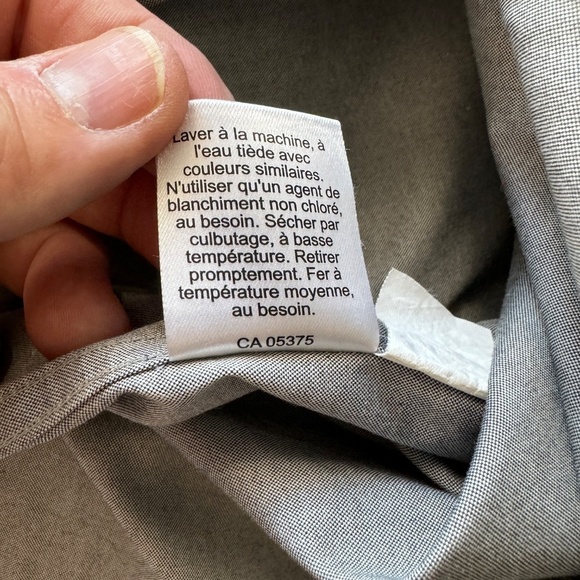 Laver à la machine, à
l'eau tiède avec
couleurs similaires.
N'utiliser qu'un agent de
blanchiment non chloré,
au besoin. Sécher par
culbutage, à basse
température. Retirer
promptement. Fer à
température moyenne,
au besoin.
CA 05375